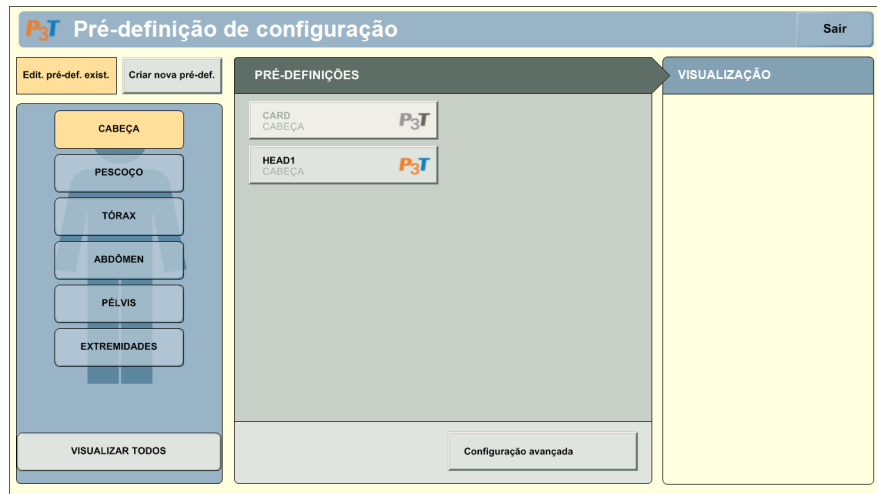 P3T Pré-definição de configuração
Sair
Edit. pré-def. exist.
Criar nova pré-def.
PRÉ-DEFINIÇÕES
VISUALIZAÇÃO
CABEÇA
PESCOÇO
TÓRAX
ABDÔMEN
PÉLVIS
EXTREMIDADES
VISUALIZAR TODOS
CARD
CABEÇA
P3T
HEAD1
CABEÇA
P3T
Configuração avançada